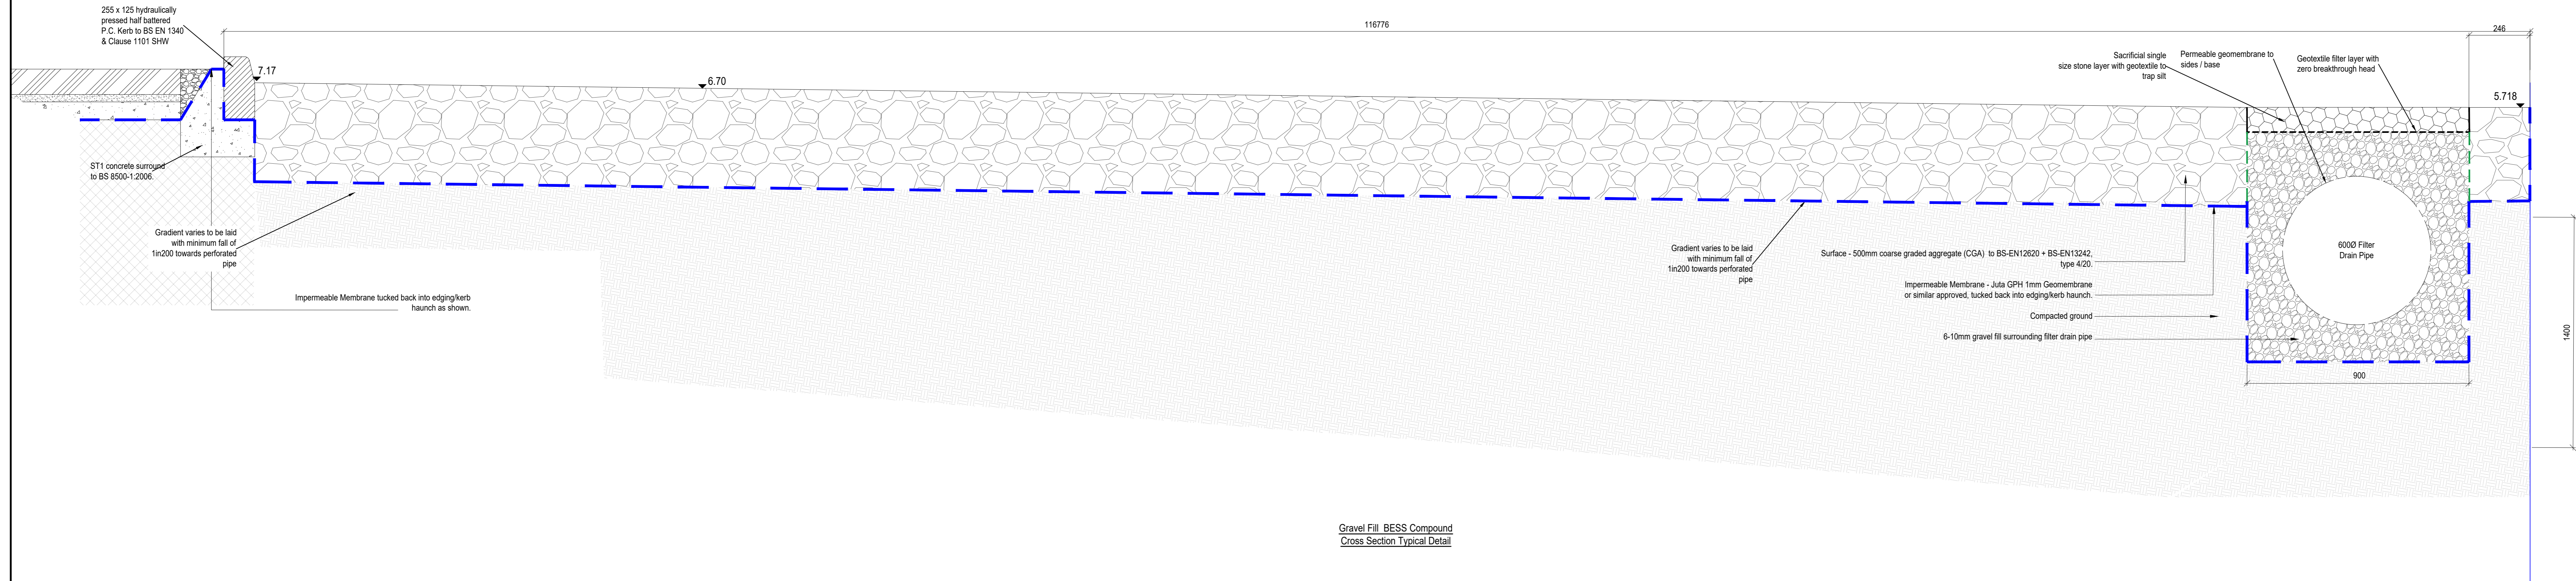 255 x 125 hydraulically
pressed half battered
P.C. Kerb to BS EN 1340
& Clause 1101 SHW
116776
246
7.17
6.70
Sacrificial single
size stone layer with geotextile to
trap silt
Permeable geomembrane to
sides / base
Geotextile filter layer with
zero breakthrough head
5.718
ST1 concrete surround
to BS 8500-1:2006.
Gradient varies to be laid
with minimum fall of
1in200 towards perforated
pipe
Impermeable Membrane tucked back into edging/kerb
haunch as shown.
Gradient varies to be laid
with minimum fall of
1in200 towards perforated
pipe
Surface - 500mm coarse graded aggregate (CGA) to BS-EN12620 + BS-EN13242,
type 4/20.
Impermeable Membrane - Juta GPH 1mm Geomembrane
or similar approved, tucked back into edging/kerb haunch.
Compacted ground
6-10mm gravel fill surrounding filter drain pipe
600Ø Filter
Drain Pipe
1400
900
Gravel Fill BESS Compound
Cross Section Typical Detail